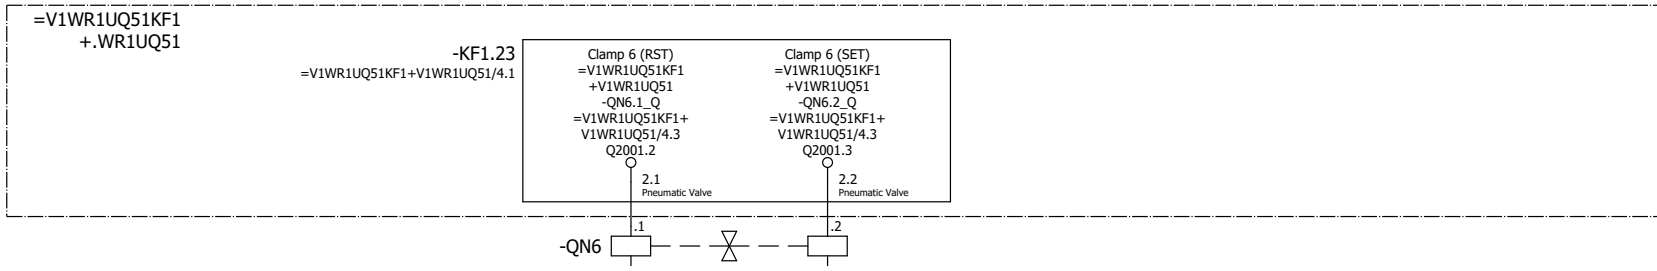 =V1WR1UQ51KF1
+.WR1UQ51
-KF1.23
=V1WR1UQ51KF1+V1WR1UQ51/4.1
Clamp 6 (RST)
=V1WR1UQ51KF1
+V1WR1UQ51
-QN6.1_Q
=V1WR1UQ51KF1+
V1WR1UQ51/4.3
Q2001.2
2.1
Pneumatic Valve
Clamp 6 (SET)
=V1WR1UQ51KF1
+V1WR1UQ51
-QN6.2_Q
=V1WR1UQ51KF1+
V1WR1UQ51/4.3
Q2001.3
2.2
Pneumatic Valve
.1
.2
-QN6